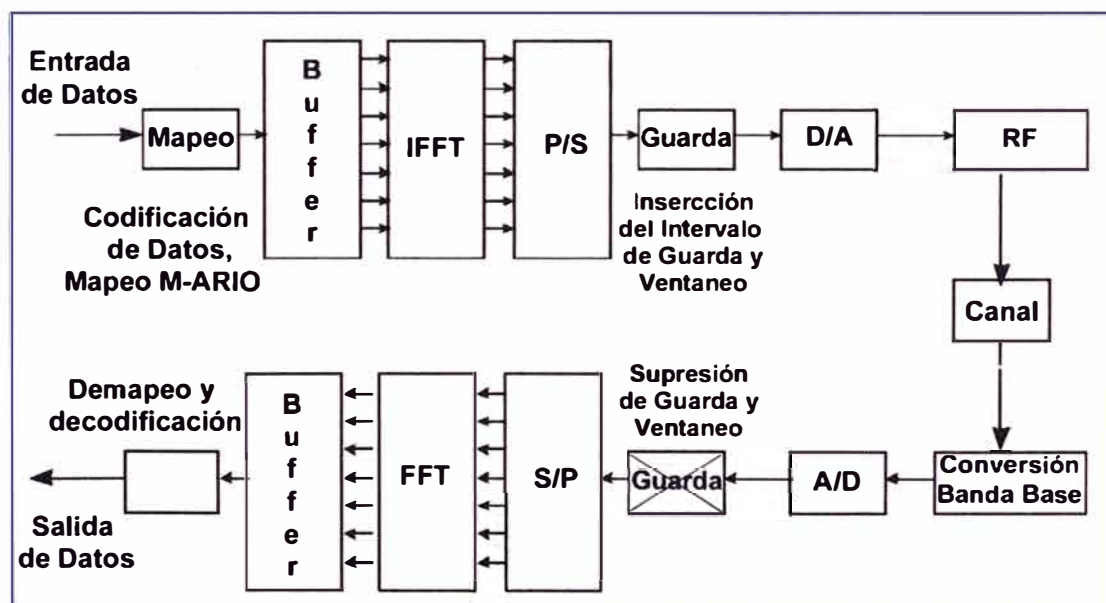 Entrada
de Datos
Mapeo
Codificación
de Datos,
Mapeo M-ARIO
B
u
f
f
e
r
IFFT
P/S
Guarda
Insercción
del Intervalo
de Guarda y
Ventaneo
D/A
RF
Canal
Conversión
Banda Base
A/D
Supresión
de Guarda y
Ventaneo
Guarda
S/P
FFT
B
u
f
f
e
r
Demapeo y
decodificación
Salida
de Datos